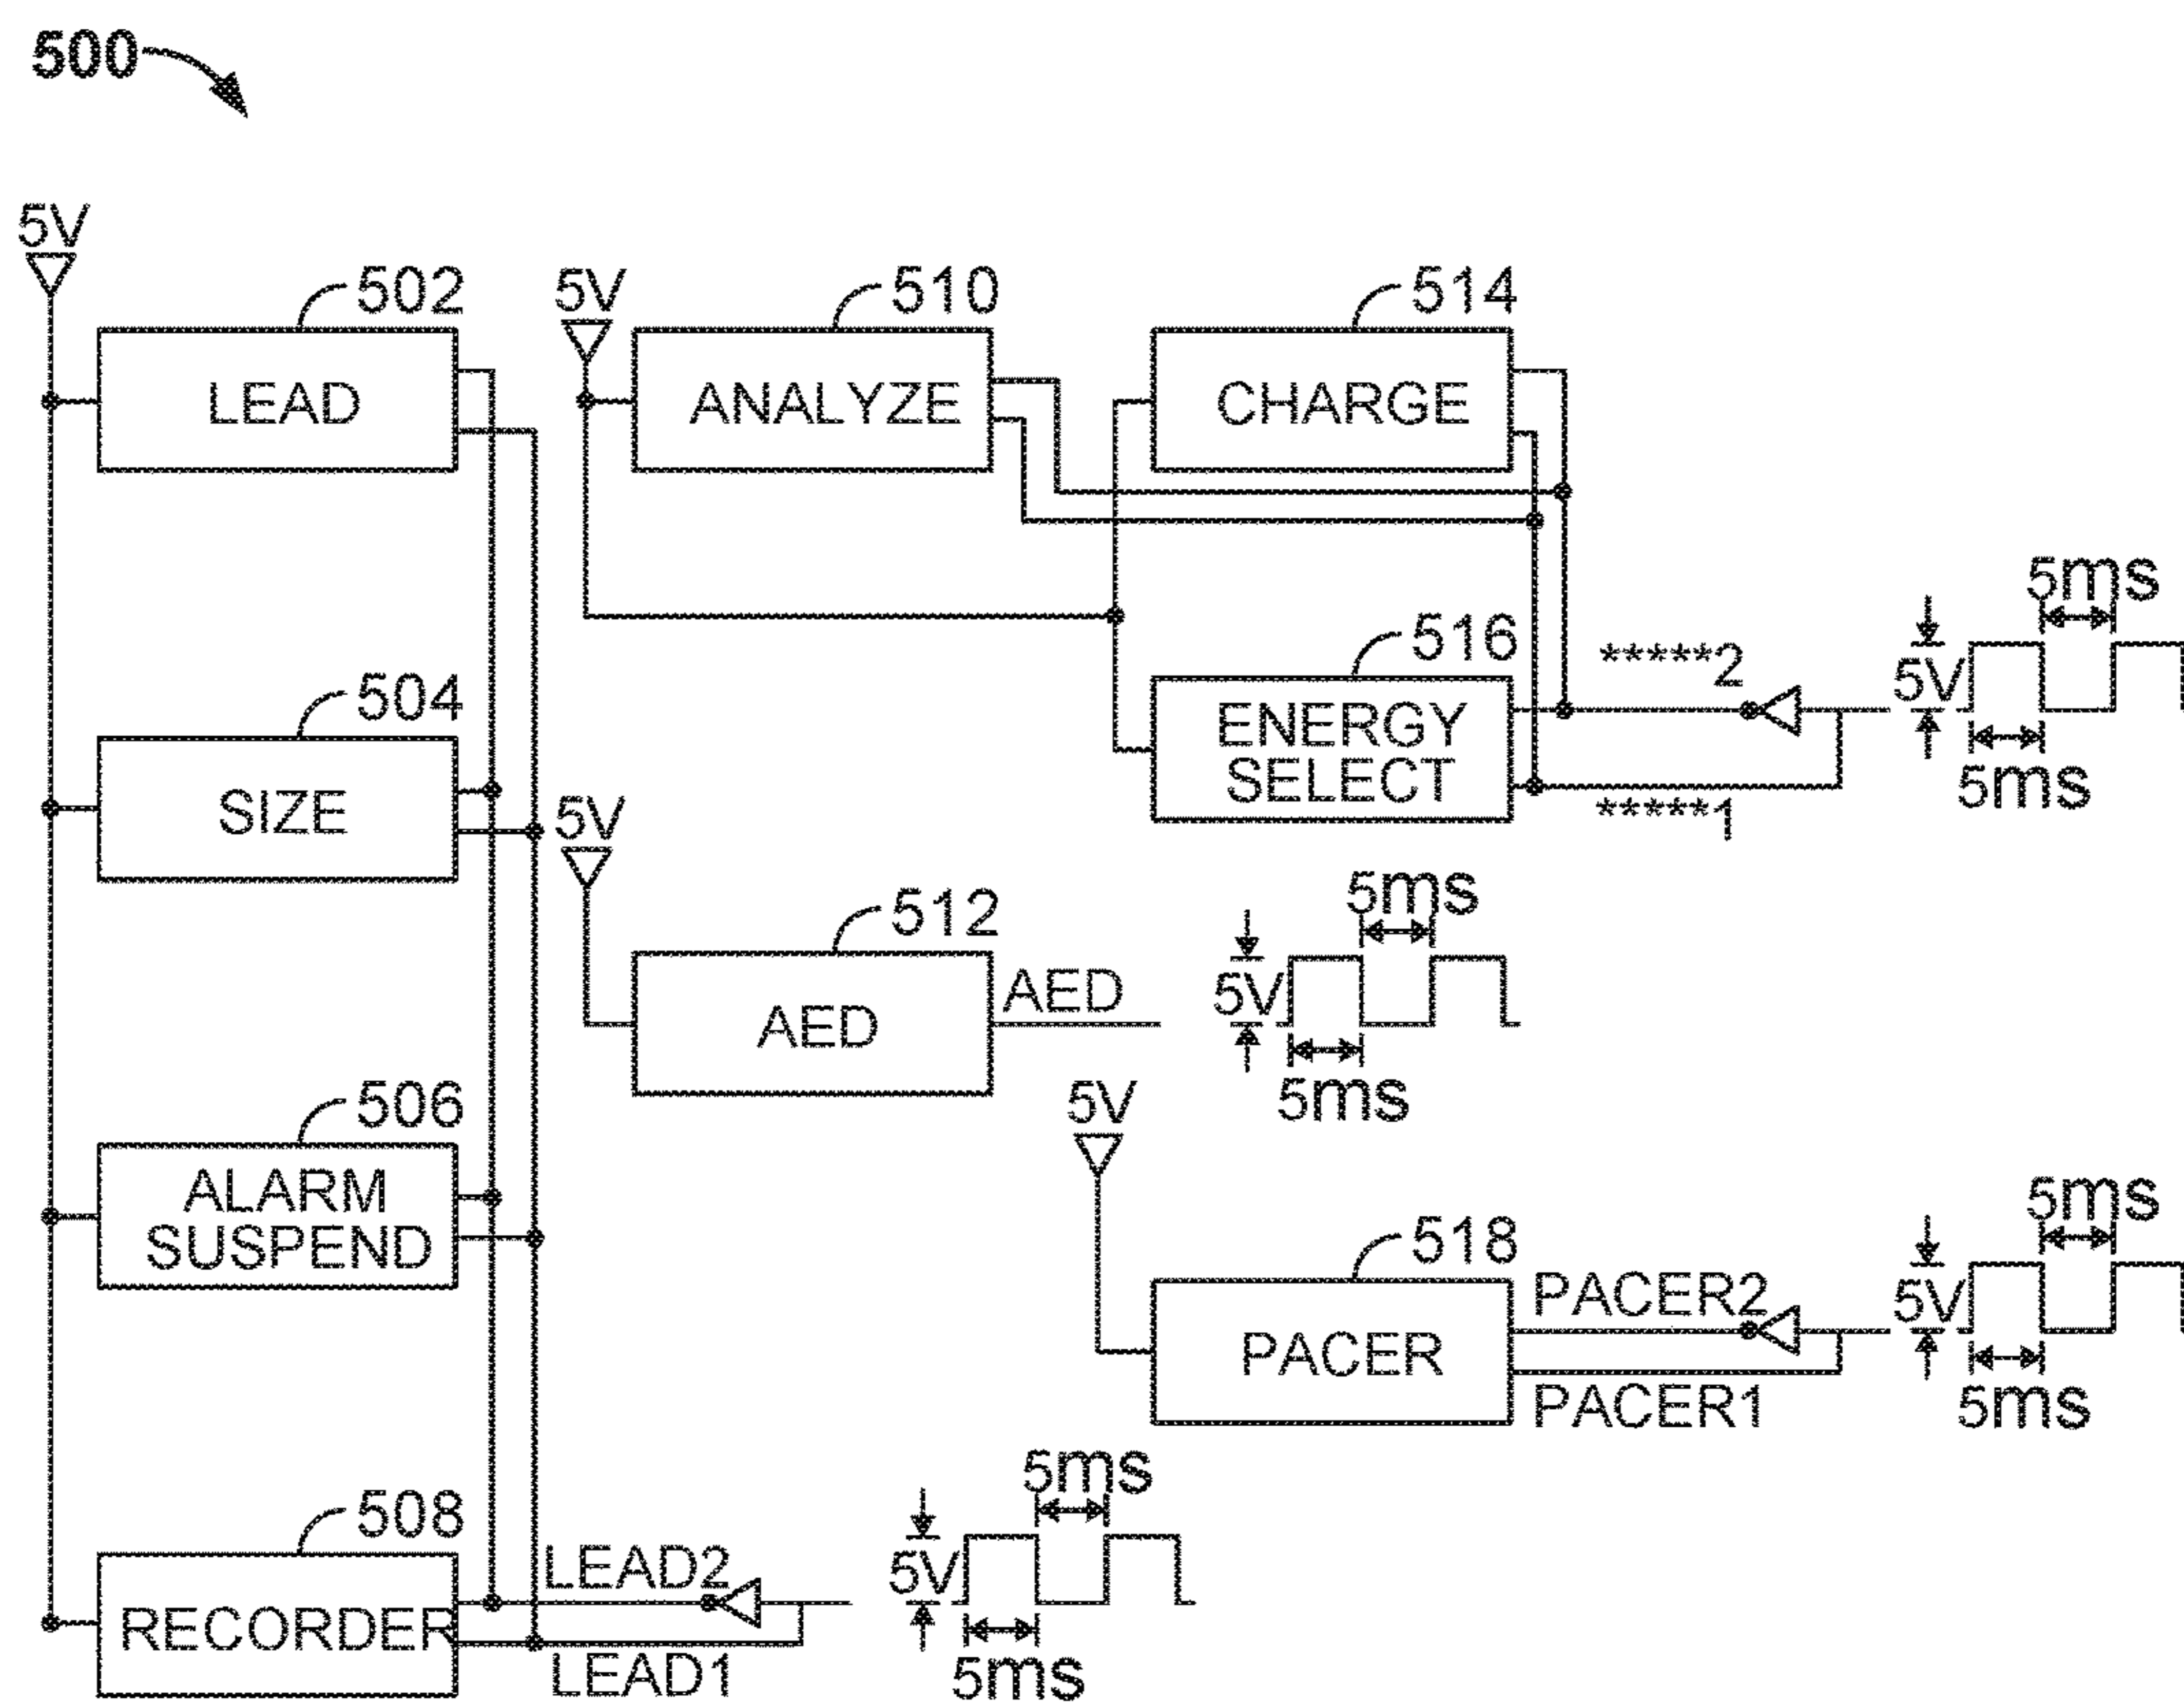 500
5V
502
LEAD
5V
510
ANALYZE
514
CHARGE
504
SIZE
516
ENERGY
SELECT
*****2
*****1
5V
5ms
5ms
5V
512
AED
AED
5V
5ms
5ms
506
ALARM
SUSPEND
5V
518
PACER
PACER2
PACER1
5V
5ms
5ms
508
RECORDER
LEAD2
LEAD1
5V
5ms
5ms